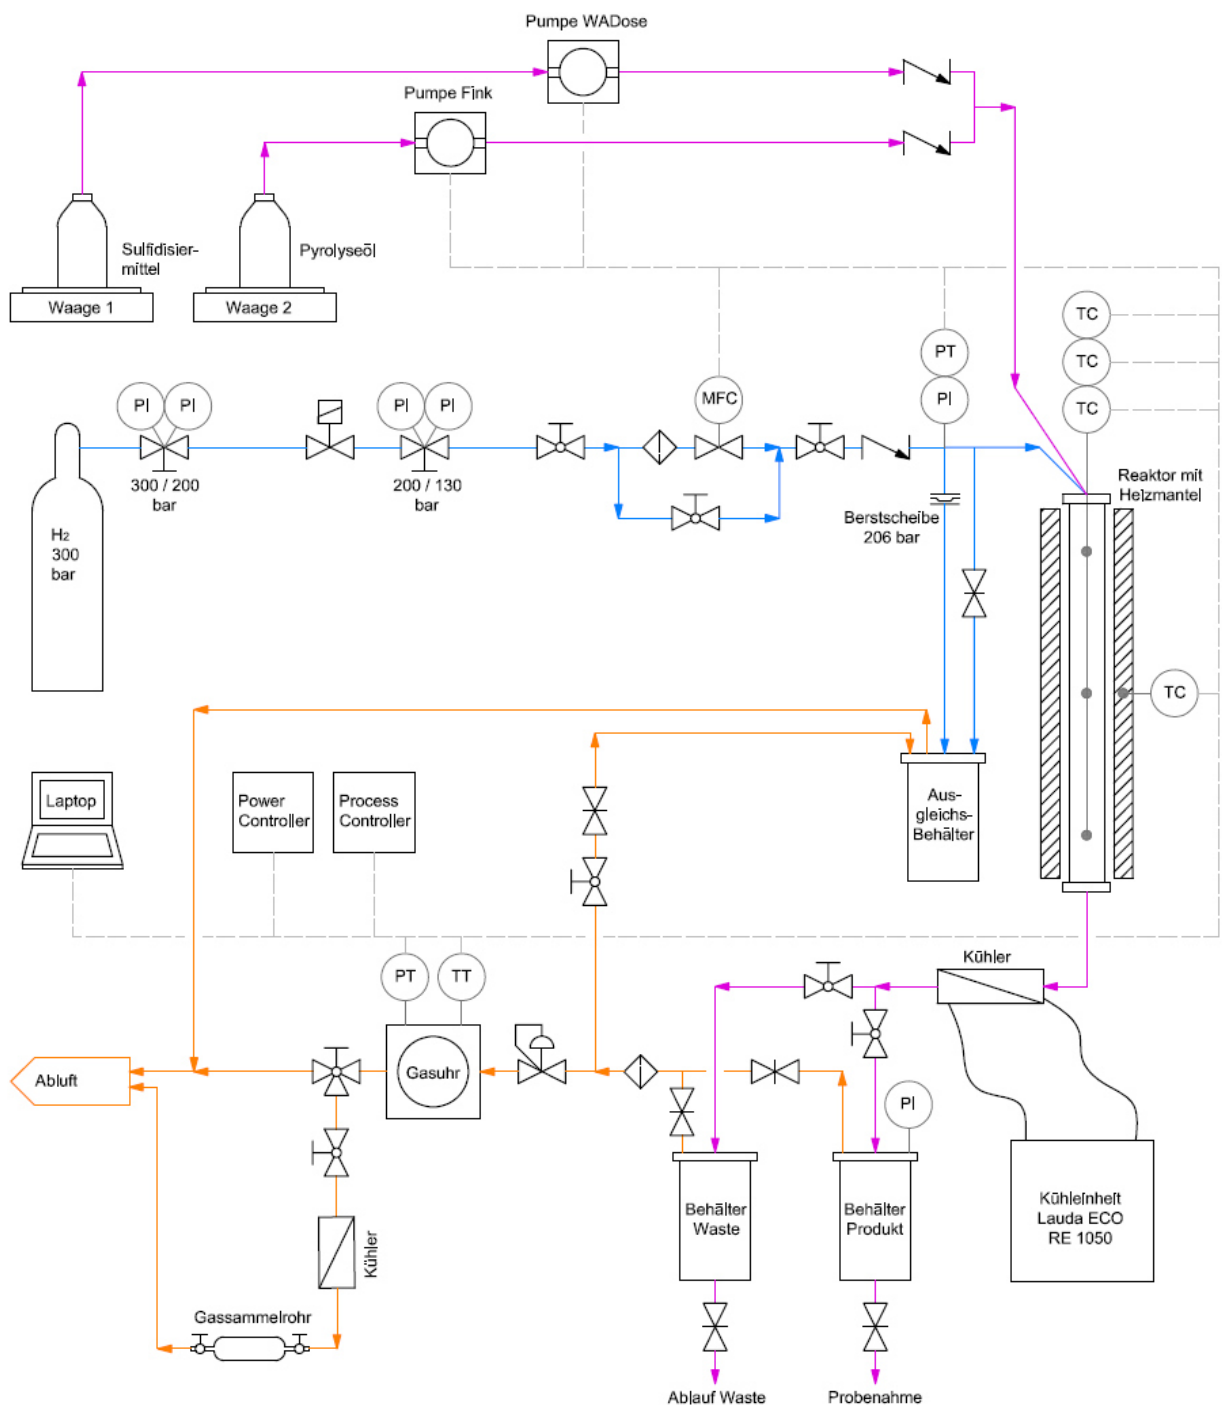 Pumpe WADose
Pumpe Fink
Sulfidisier-
mittel
Pyrolyseöl
Waage 1
Waage 2
TC
TC
TC
PT
PI
MFC
PI
PI
PI
PI
300 / 200
bar
200 / 130
bar
H2
300
bar
Berstscheibe
206 bar
Reaktor mit
Heizmantel
TC
Laptop
Power
Controller
Process
Controller
Aus-
gleichs-
Behälter
PT
TT
Kühler
Gasuhr
Abluft
PI
Behälter
Waste
Behälter
Produkt
Kühleinheit
Lauda ECO
RE 1050
Kühler
Gassammelrohr
Ablauf Waste
Probenahme